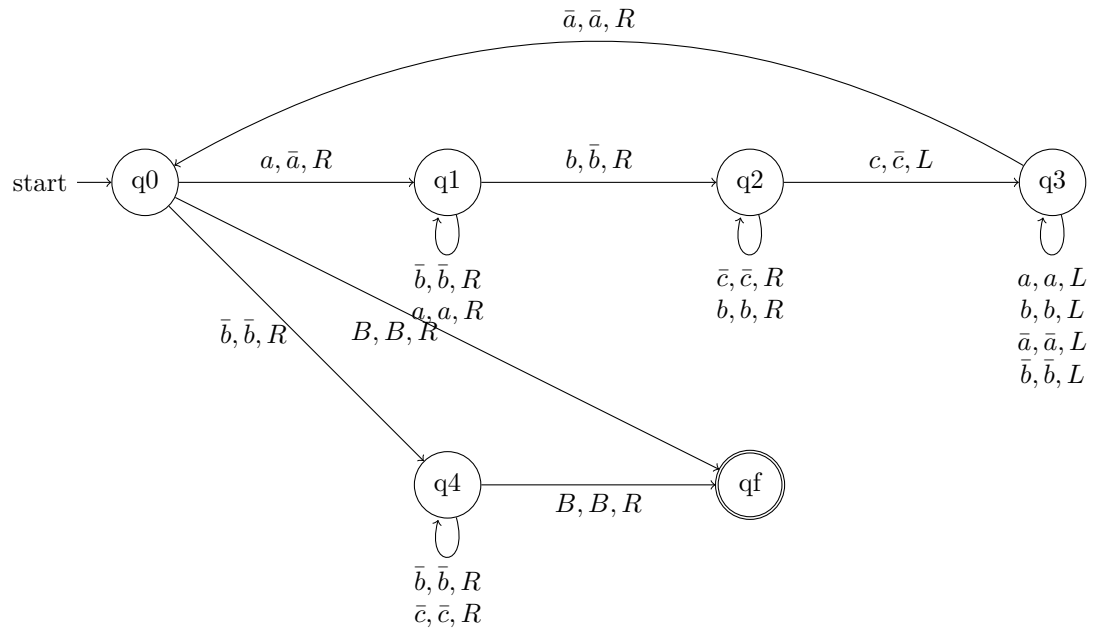 ā, ā, R
start
q0
a, ā, R
q1
b, b̄, R
q2
c, c̄, L
q3
b̄, b̄, R
a, a, R
c̄, c̄, R
b, b, R
a, a, L
b, b, L
ā, ā, L
b̄, b̄, L
b̄, b̄, R
B, B, R
q4
B, B, R
qf
b̄, b̄, R
c̄, c̄, R